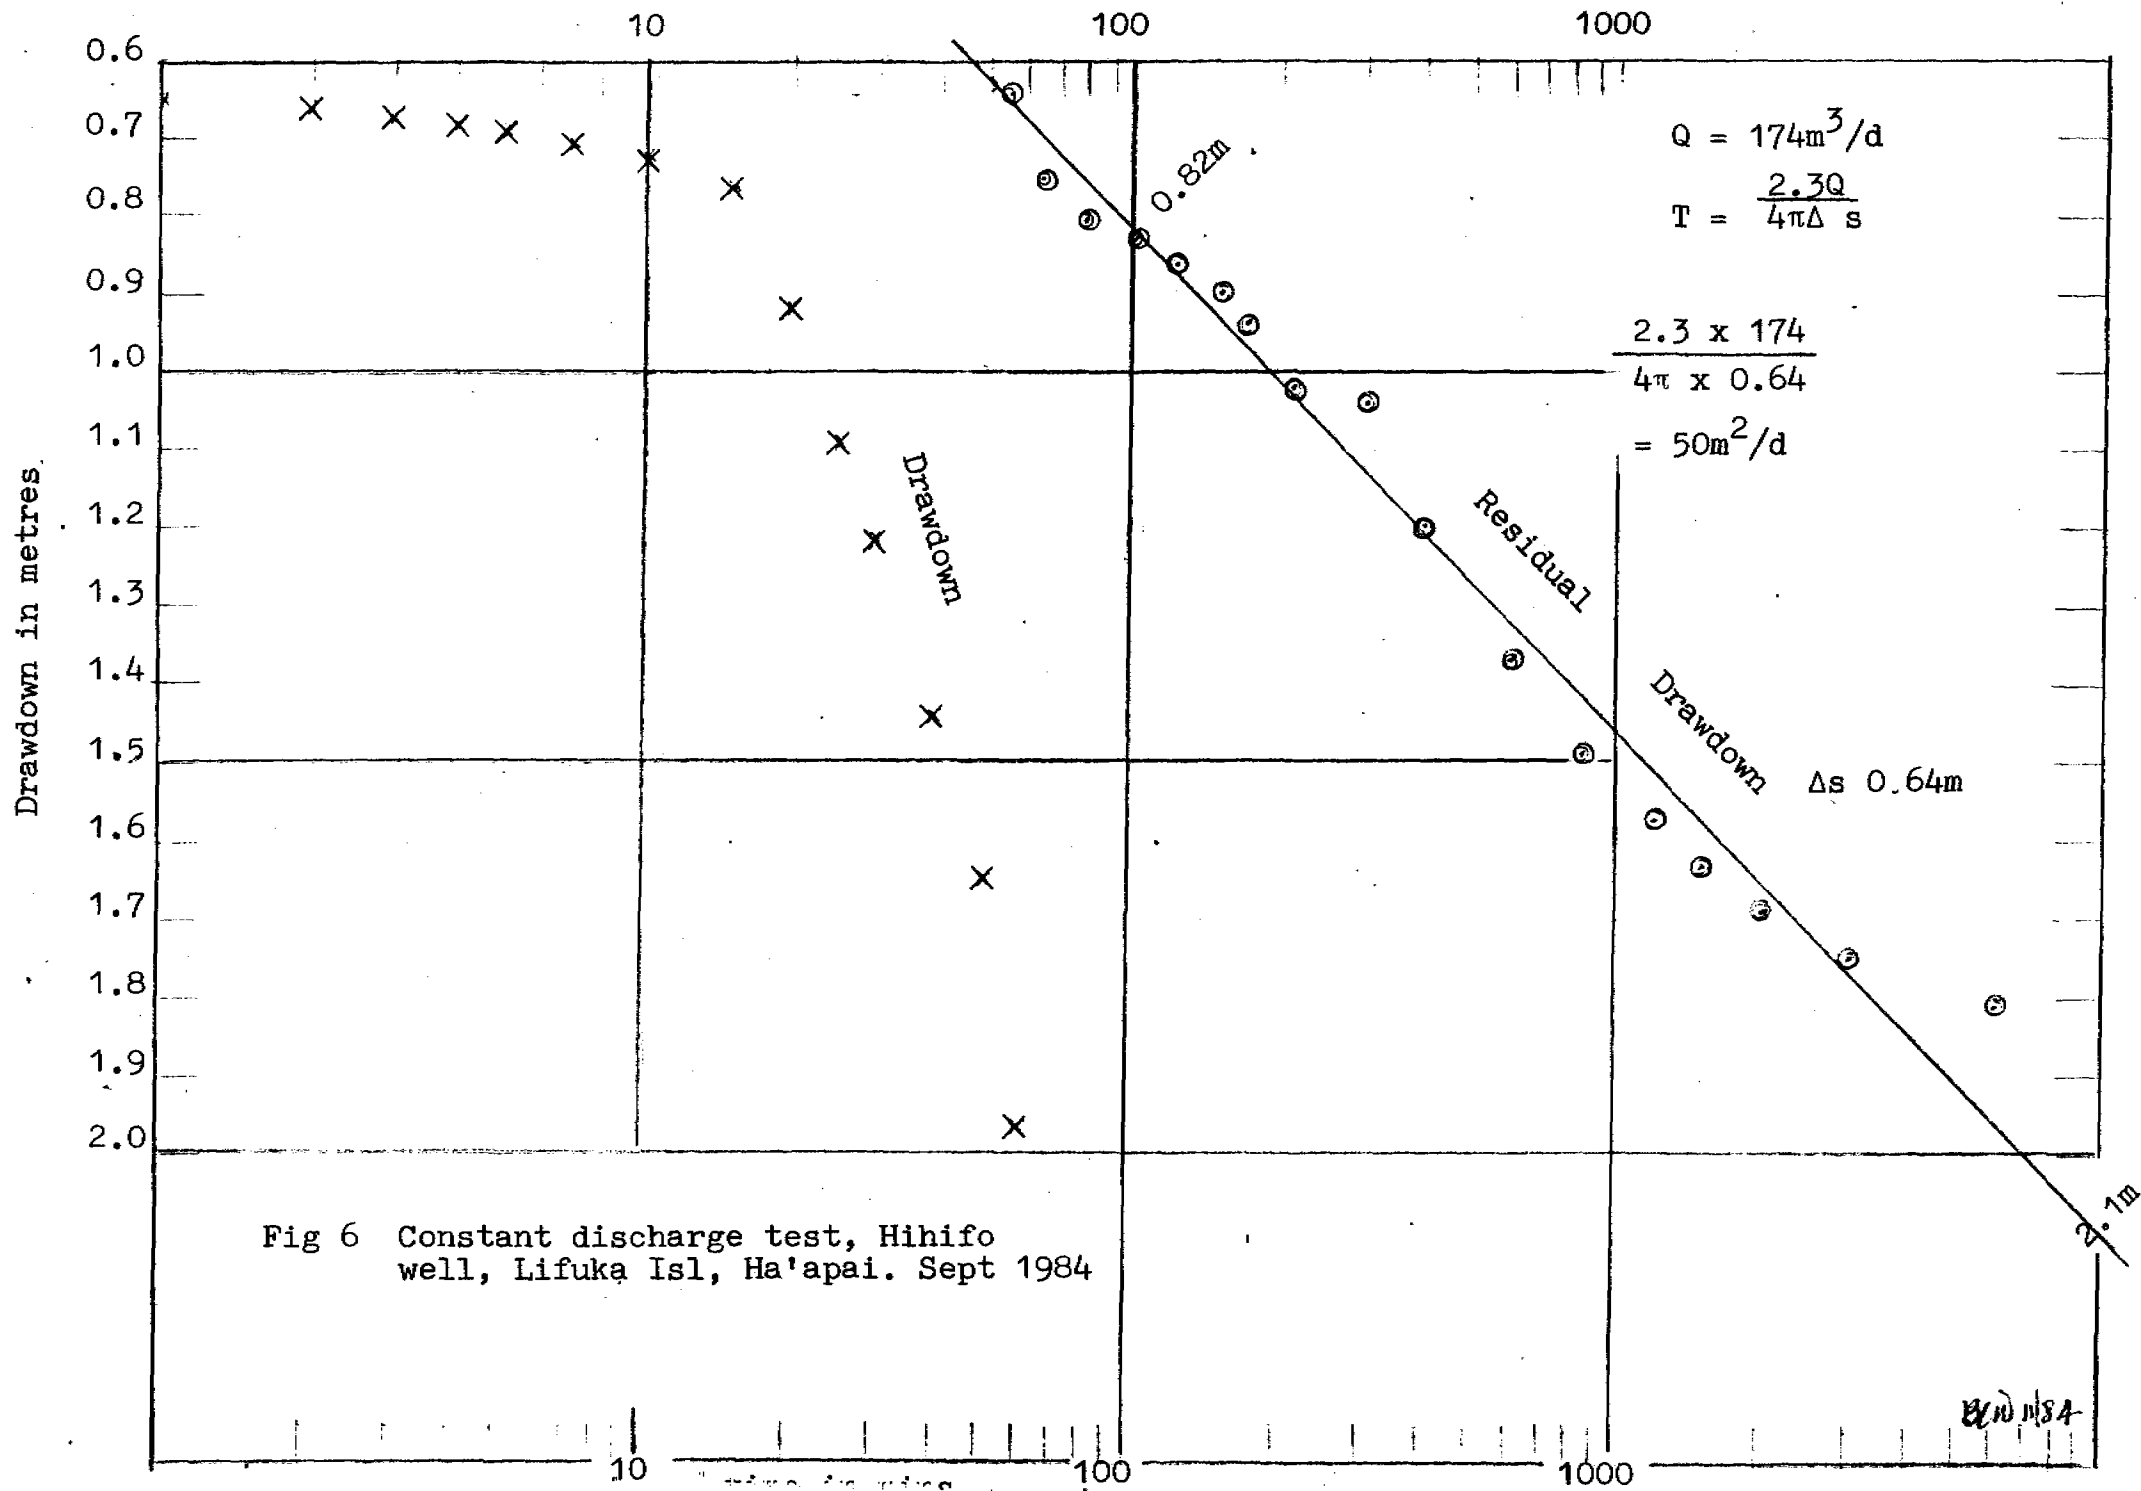 10 100 1000
0.6
0.7
0.8
0.9
1.0
1.1
1.2
1.3
1.4
1.5
1.6
1.7
1.8
1.9
2.0
Drawdown in metres
Drawdown
0.82m
Q = 174m³/d
T = 2.3Q
4πΔ s
2.3 x 174
4π x 0.64
= 50m²/d
Residual
Drawdown
Δs 0.64m
2.1m
Fig 6 Constant discharge test, Hihifo
well, Lifuka Isl, Ha'apai. Sept 1984
10 100 1000